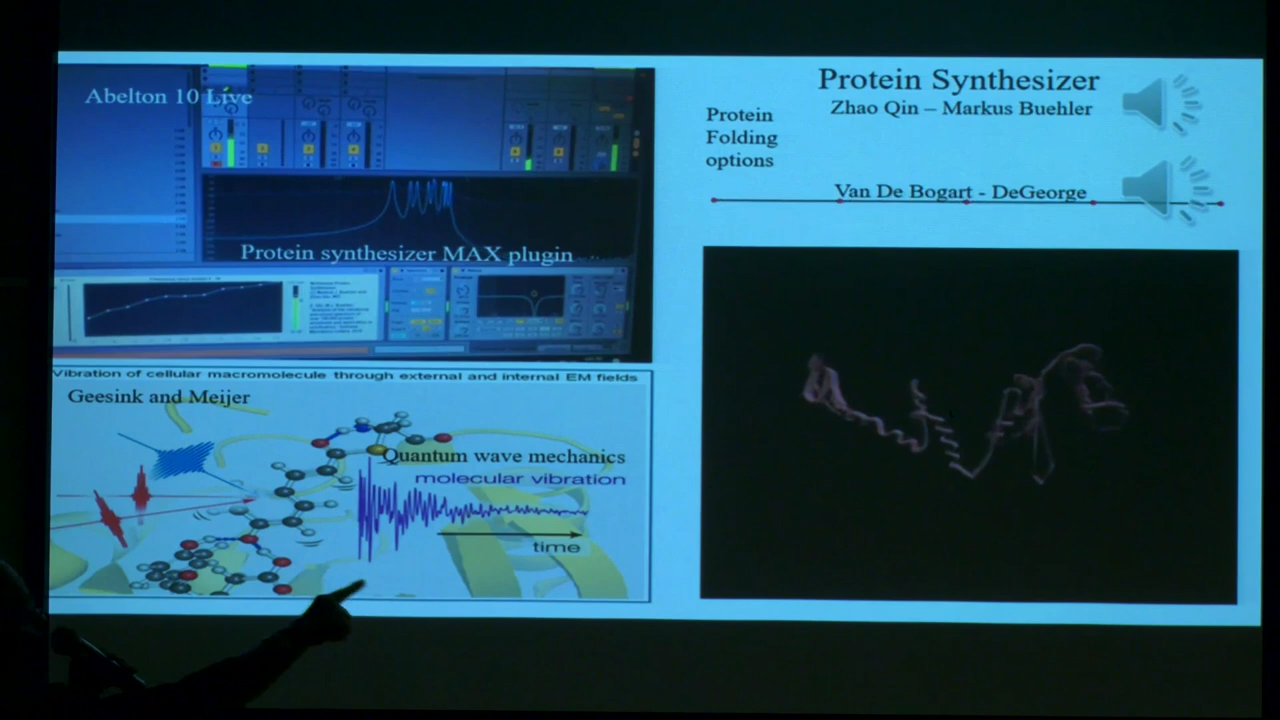 Abelton 10 Live
Protein synthesizer MAX plugin
Vibration of cellular macromolecule through external and internal EM fields
Geesink and Meijer
Quantum wave mechanics
molecular vibration
time
Protein Synthesizer
Zhao Qin – Markus Buehler
Protein
Folding
options
Van De Bogart - DeGeorge